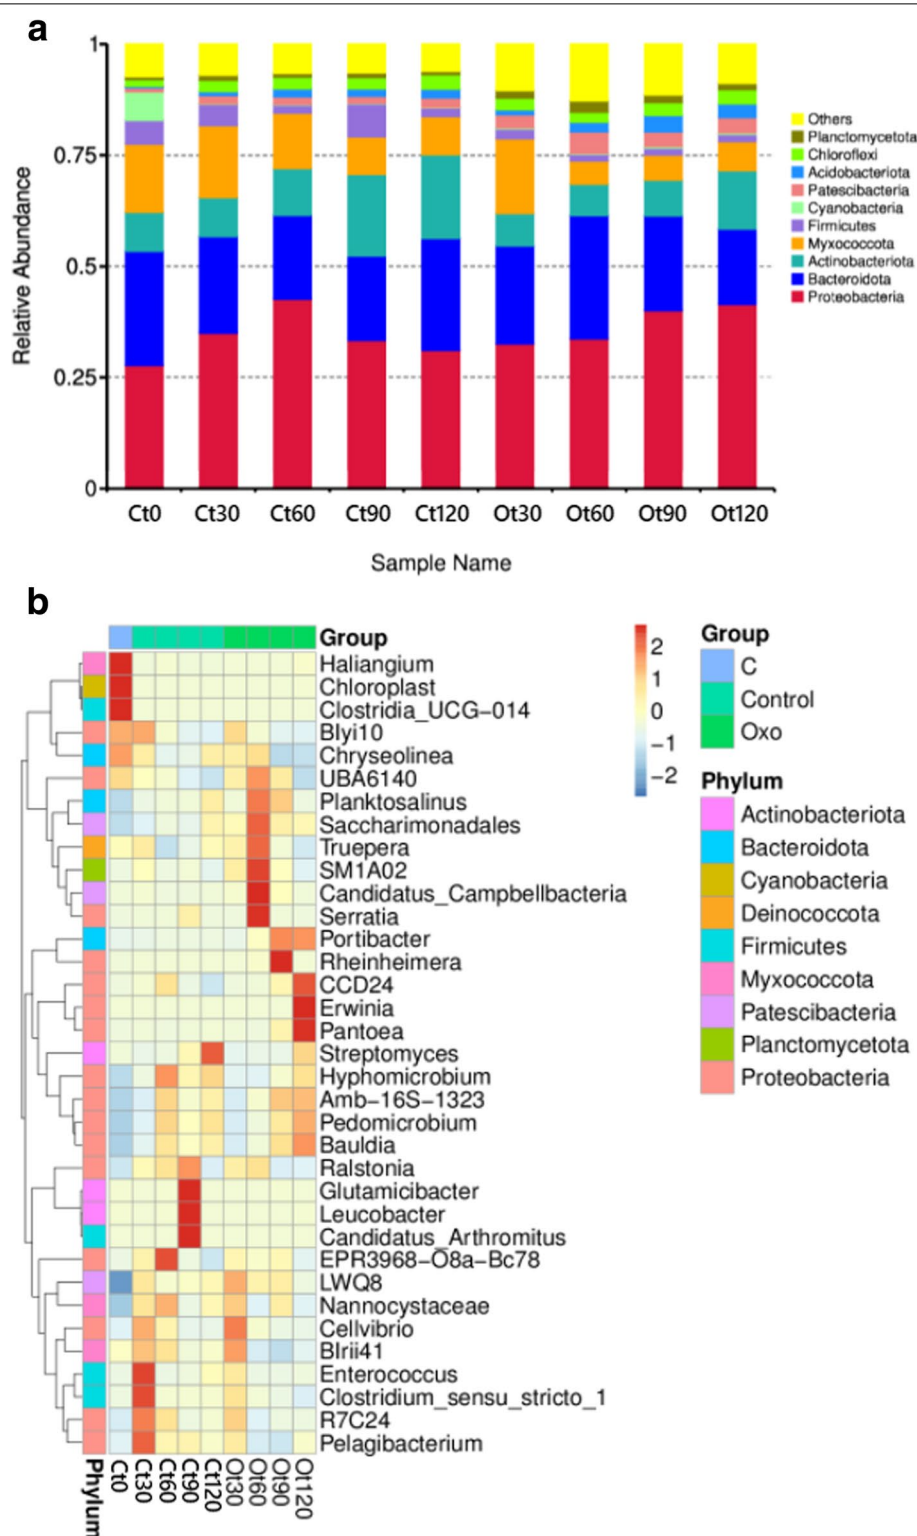 a
1
0.75
0.5
0.25
0
Relative Abundance
Ct0 Ct30 Ct60 Ct90 Ct120 Ot30 Ot60 Ot90 Ot120
Sample Name
Others
Planctomycetota
Chloroflexi
Acidobacteriota
Patescibacteria
Cyanobacteria
Firmicutes
Myxococcota
Actinobacteriota
Bacteroidota
Proteobacteria
b
Group
Haliangium
Chloroplast
Clostridia_UCG−014
BIyi10
Chryseolinea
UBA6140
Planktosalinus
Saccharimonadales
Truepera
SM1A02
Candidatus_Campbellbacteria
Serratia
Portibacter
Rheinheimera
CCD24
Erwinia
Pantoea
Streptomyces
Hyphomicrobium
Amb−16S−1323
Pedomicrobium
Bauldia
Ralstonia
Glutamicibacter
Leucobacter
Candidatus_Arthromitus
EPR3968−O8a−Bc78
LWQ8
Nannocystaceae
Cellvibrio
BIrii41
Enterococcus
Clostridium_sensu_stricto_1
R7C24
Pelagibacterium
Phylum
Ct0 Ct30 Ct60 Ct90 Ct120 Ot30 Ot60 Ot90 Ot120
2
1
0
−1
−2
Group
C
Control
Oxo
Phylum
Actinobacteriota
Bacteroidota
Cyanobacteria
Deinococcota
Firmicutes
Myxococcota
Patescibacteria
Planctomycetota
Proteobacteria